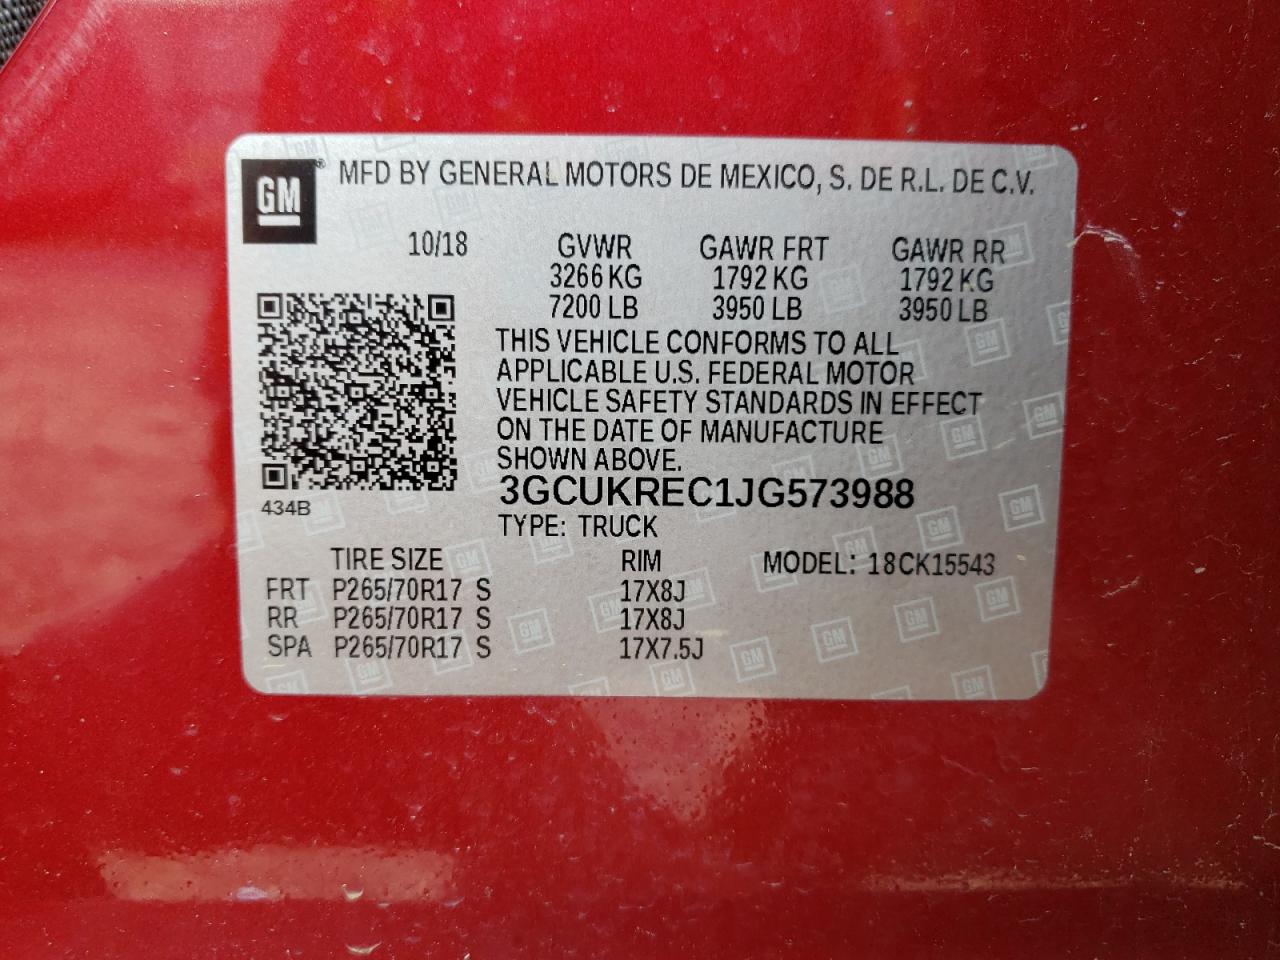 GM® MFD BY GENERAL MOTORS DE MEXICO, S. DE R.L. DE C.V.
10/18 GVWR GAWR FRT GAWR RR
3266 KG 1792 KG 1792 KG
7200 LB 3950 LB 3950 LB
THIS VEHICLE CONFORMS TO ALL
APPLICABLE U.S. FEDERAL MOTOR
VEHICLE SAFETY STANDARDS IN EFFECT
ON THE DATE OF MANUFACTURE
SHOWN ABOVE.
3GCUKREC1JG573988
434B
TYPE: TRUCK
TIRE SIZE RIM MODEL: 18CK15543
FRT P265/70R17 S 17X8J
RR P265/70R17 S 17X8J
SPA P265/70R17 S 17X7.5J